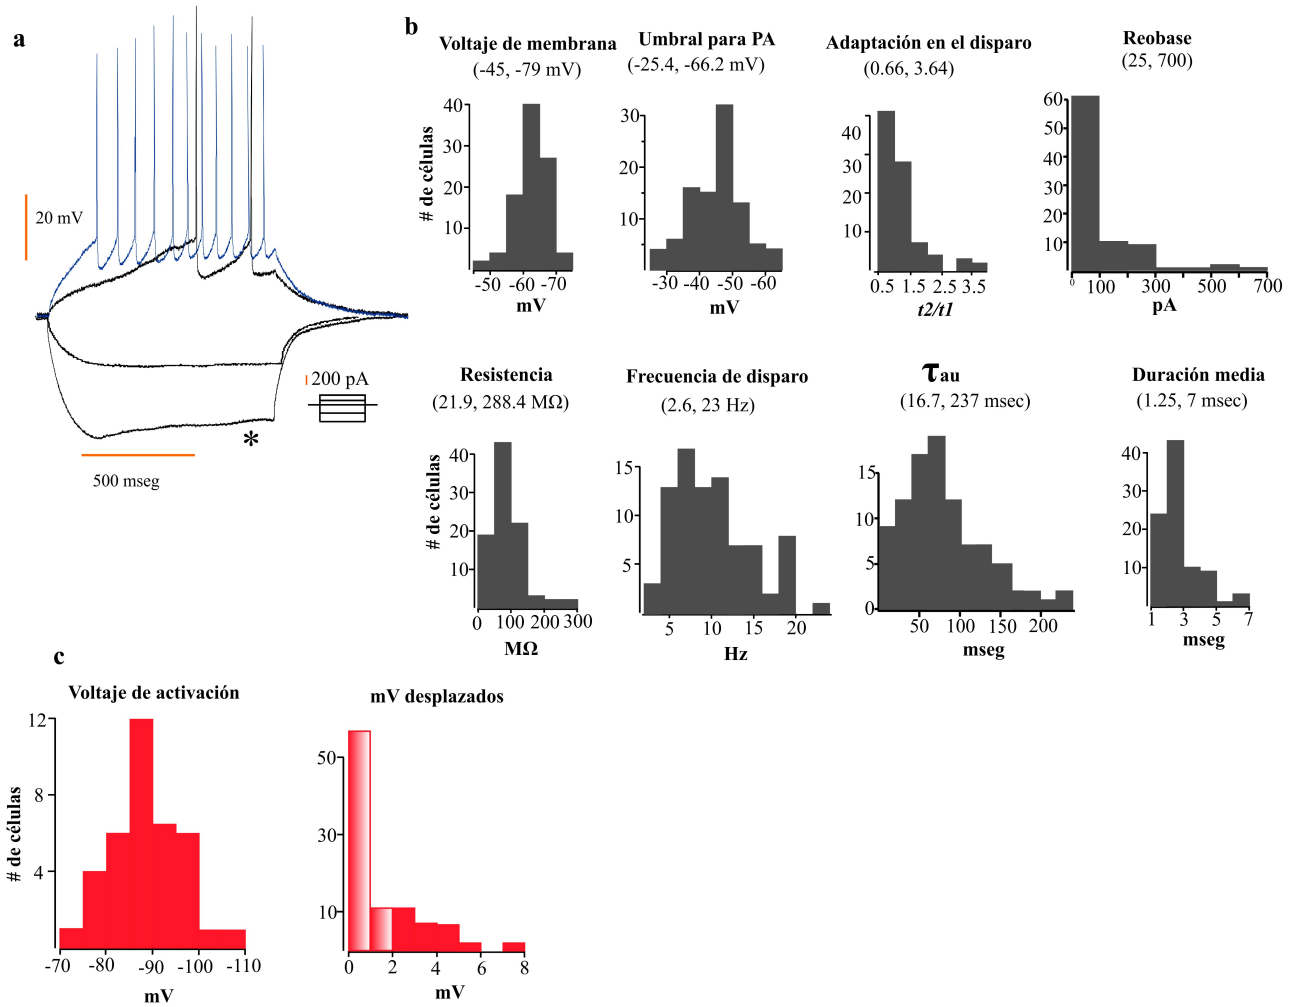 a
20 mV
200 pA
*
500 mseg
b
Voltaje de membrana
(-45, -79 mV)
# de células
40
30
20
10
-50 -60 -70
mV
Umbral para PA
(-25.4, -66.2 mV)
30
20
10
-30 -40 -50 -60
mV
Adaptación en el disparo
(0.66, 3.64)
40
30
20
10
0.5 1.5 2.5 3.5
t2/t1
Reobase
(25, 700)
60
50
40
30
20
10
0 100 300 500 700
pA
Resistencia
(21.9, 288.4 MΩ)
# de células
40
30
20
10
0 100 200 300
MΩ
Frecuencia de disparo
(2.6, 23 Hz)
15
10
5
5 10 15 20
Hz
τau
(16.7, 237 msec)
15
10
5
0
50 100 150 200
mseg
Duración media
(1.25, 7 msec)
40
30
20
10
1 3 5 7
mseg
c
Voltaje de activación
# de células
12
8
4
-70 -80 -90 -100 -110
mV
mV desplazados
50
30
10
0 2 4 6 8
mV